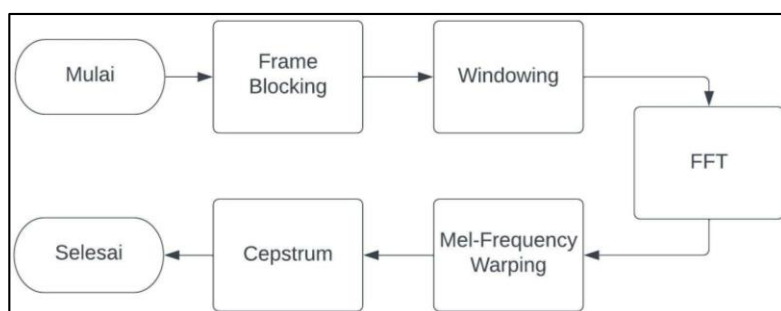 Mulai
Frame
Blocking
Windowing
FFT
Mel-Frequency
Warping
Cepstrum
Selesai